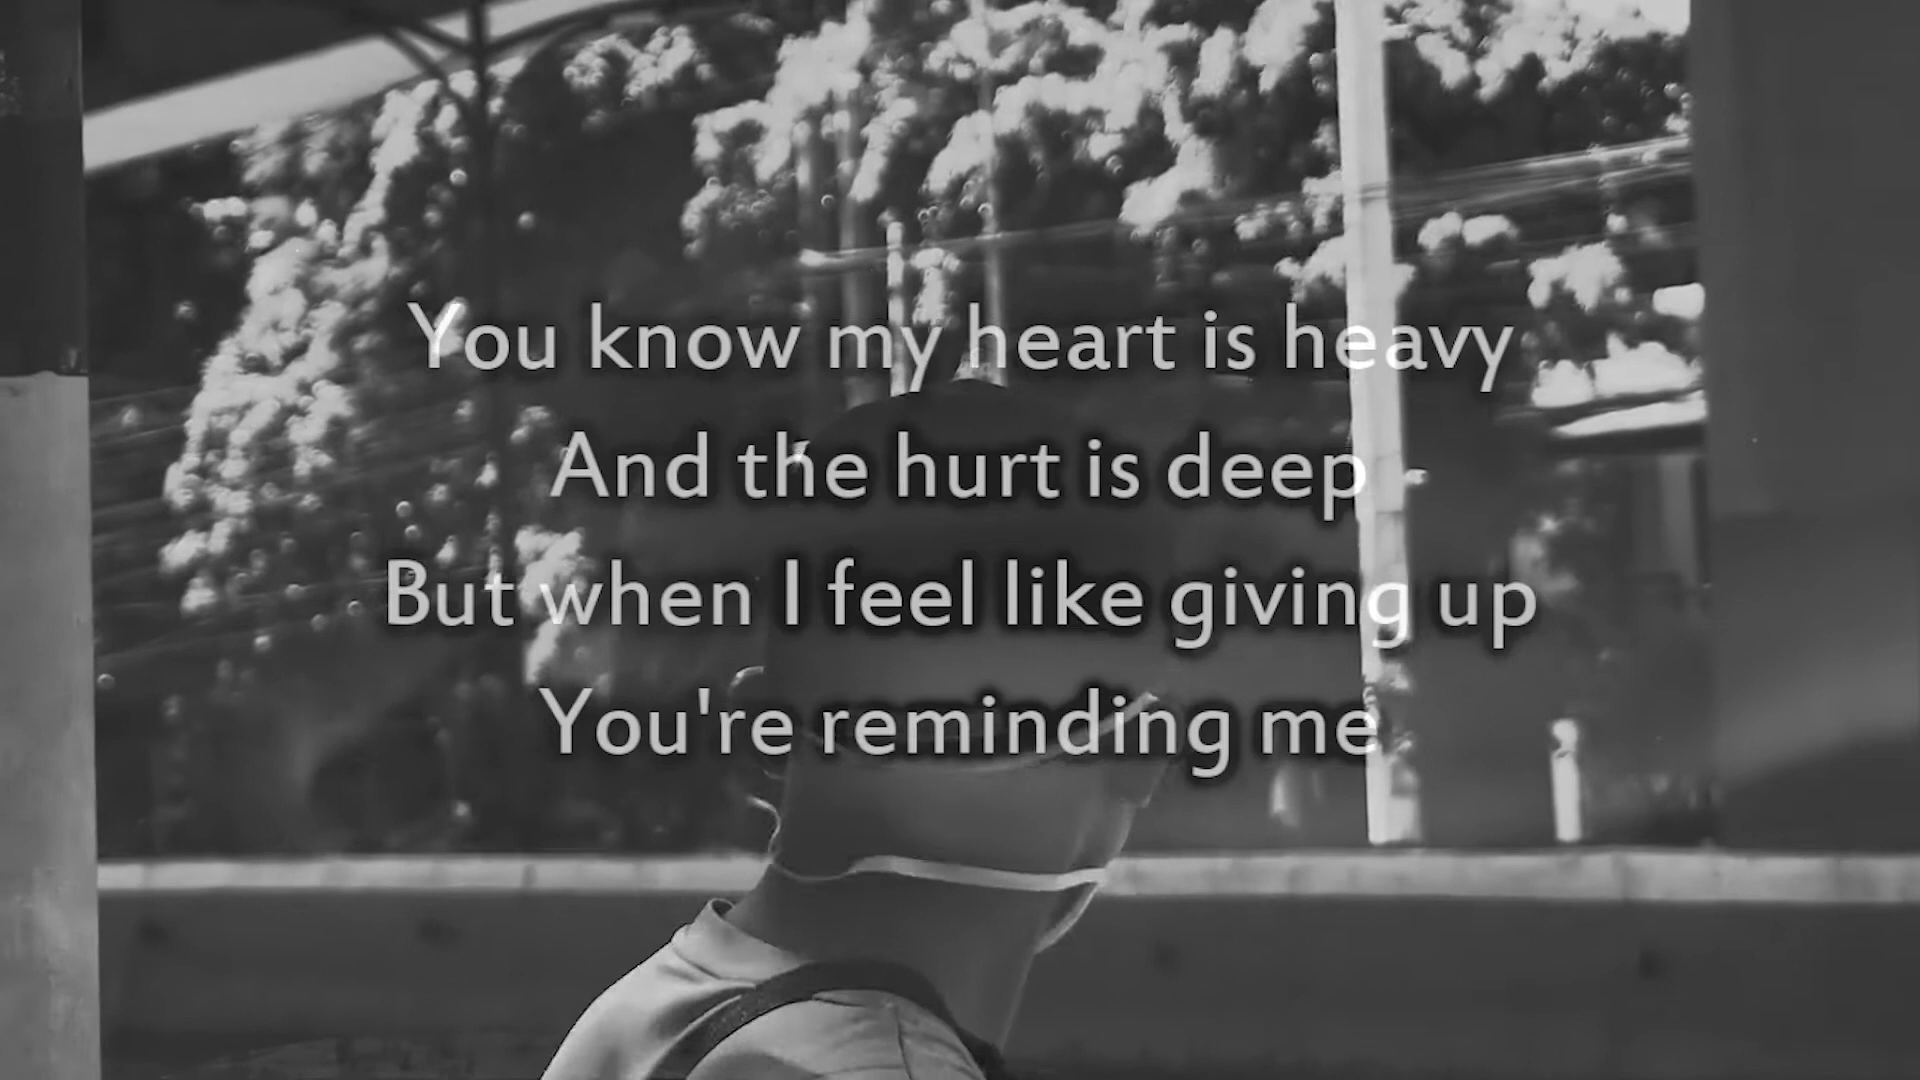 You know my heart is heavy
And the hurt is deep
But when I feel like giving up
You're reminding me